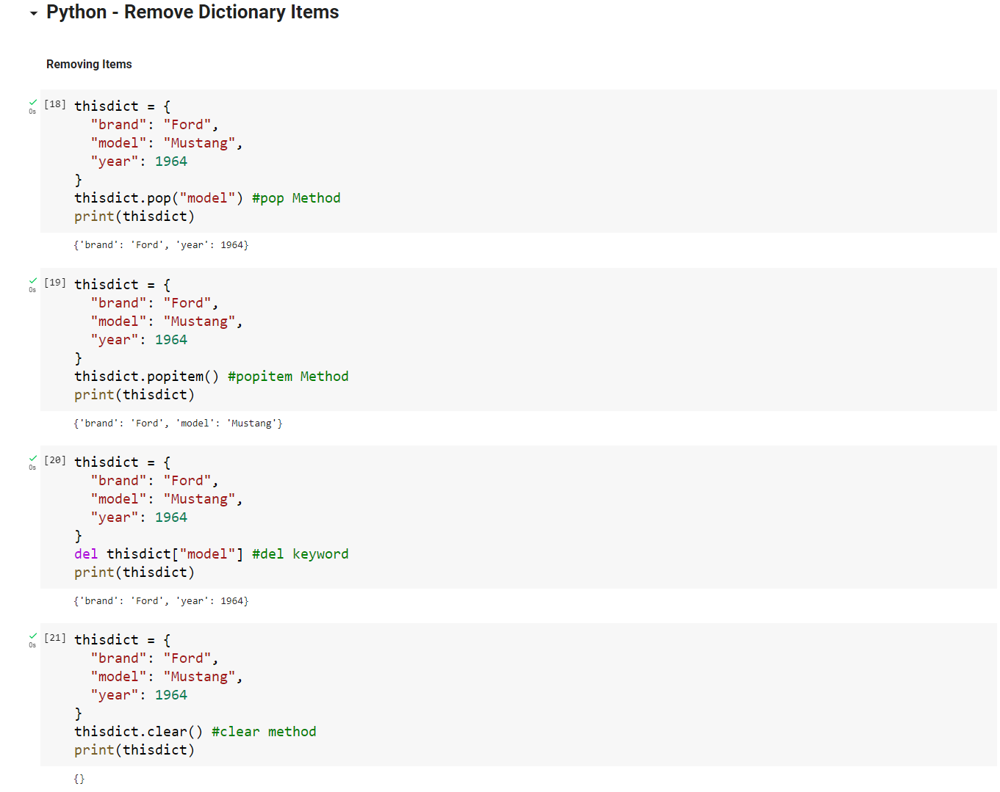 Python - Remove Dictionary Items
Removing Items
0s
[18] thisdict = {
  "brand": "Ford",
  "model": "Mustang",
  "year": 1964
}
thisdict.pop("model") #pop Method
print(thisdict)
{'brand': 'Ford', 'year': 1964}
0s
[19] thisdict = {
  "brand": "Ford",
  "model": "Mustang",
  "year": 1964
}
thisdict.popitem() #popitem Method
print(thisdict)
{'brand': 'Ford', 'model': 'Mustang'}
0s
[20] thisdict = {
  "brand": "Ford",
  "model": "Mustang",
  "year": 1964
}
del thisdict["model"] #del keyword
print(thisdict)
{'brand': 'Ford', 'year': 1964}
0s
[21] thisdict = {
  "brand": "Ford",
  "model": "Mustang",
  "year": 1964
}
thisdict.clear() #clear method
print(thisdict)
{}